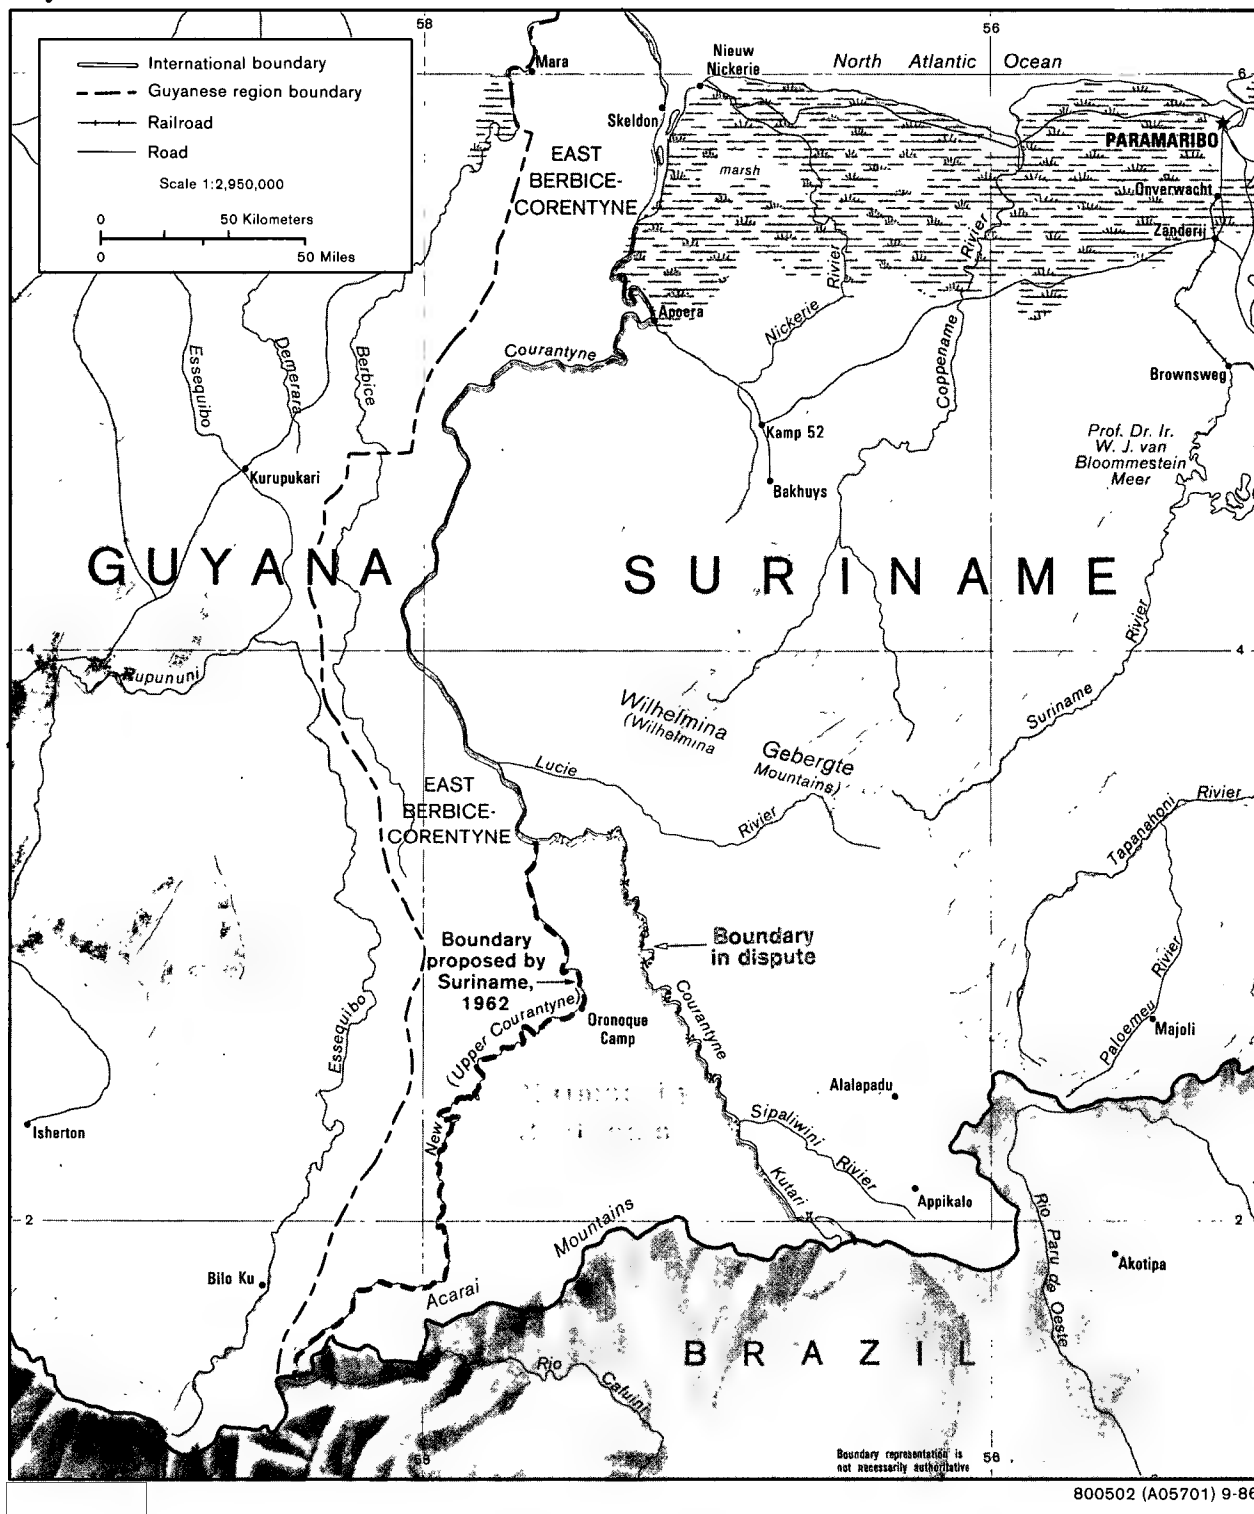 58
56
International boundary
Guyanese region boundary
Railroad
Road
Scale 1:2,950,000
0 50 Kilometers
0 50 Miles
Mara
Nieuw
Nickerie
North Atlantic Ocean
6
Skeldon
PARAMARIBO
EAST
BERBICE-
CORENTYNE
marsh
Onverwacht
Zanderij
Rivier
Rivier
Apoera
Nickerie
Coppename
Courantyne
Essequibo
Demerara
Berbice
Brownsweg
Kamp 52
Prof. Dr. Ir.
W. J. van
Bloommestein
Meer
Kurupukari
Bakhuys
GUYANA
SURINAME
Rivier
4
Rupununi
Wilhelmina
(Wilhelmina
Gebergte
Mountains)
Suriname
Lucie
Rivier
EAST
BERBICE-
CORENTYNE
Tapanahoni
Rivier
Boundary
proposed by
Suriname,
1962
Boundary
in dispute
Rivier
Essequibo
(Upper Courantyne)
Oronoque
Camp
Courantyne
Paloemeu
Majoli
Alalapadu
Isherton
New
Sipaliwini
Rivier
Kutari
Appikalo
2
2
Mountains
Acarai
Rio Paru de Oeste
Akotipa
Bilo Ku
BRAZIL
Rio
Cafuini
Boundary representation is
not necessarily authoritative
58
56
800502 (A05701) 9-86